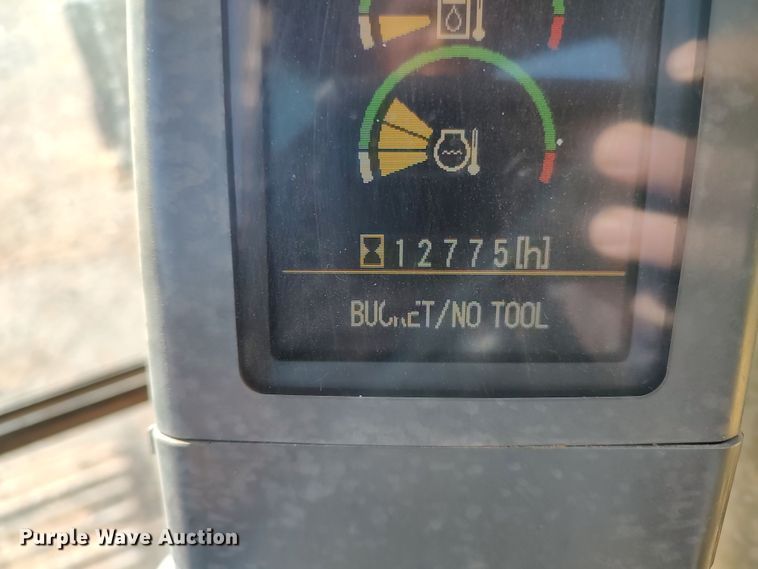 12775[h]
BUCKET/NO TOOL
Purple Wave Auction